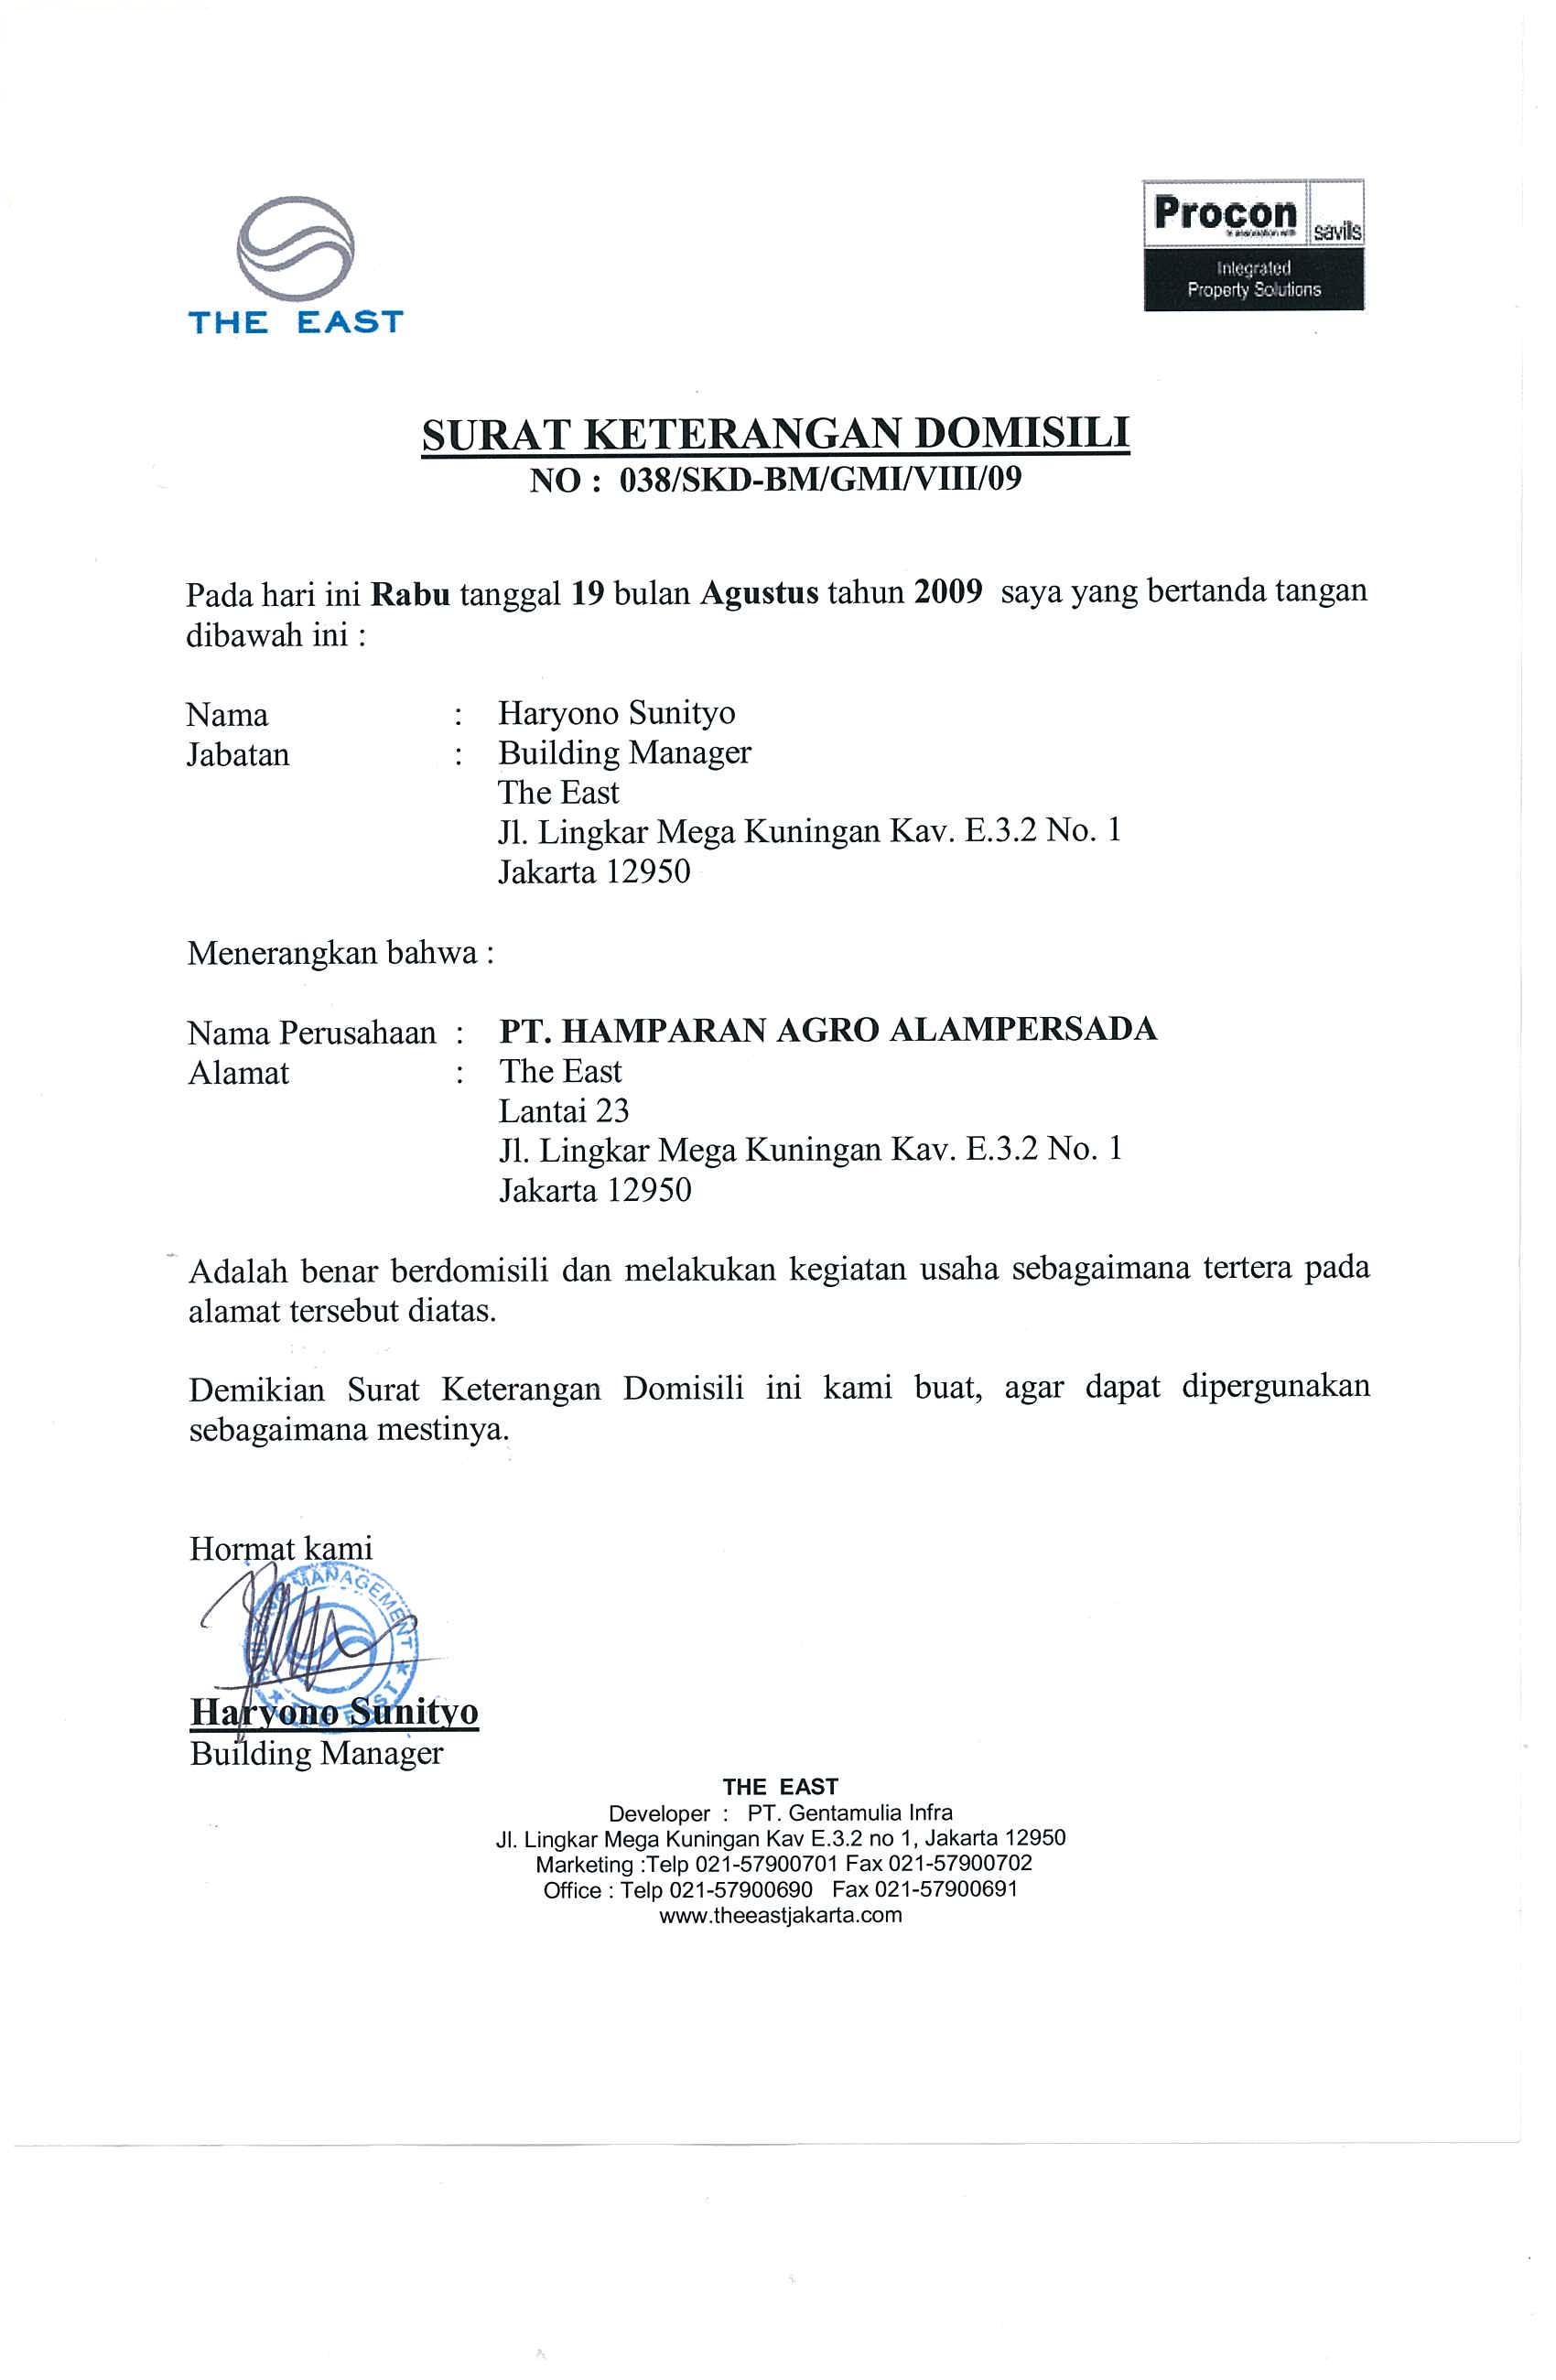 THE EAST
Procon
savills
Integrated
Property Solutions
SURAT KETERANGAN DOMISILI
NO : 038/SKD-BM/GMI/VIII/09
Pada hari ini Rabu tanggal 19 bulan Agustus tahun 2009 saya yang bertanda tangan
dibawah ini :
Nama : Haryono Sunityo
Jabatan : Building Manager
The East
Jl. Lingkar Mega Kuningan Kav. E.3.2 No. 1
Jakarta 12950
Menerangkan bahwa :
Nama Perusahaan : PT. HAMPARAN AGRO ALAMPERSADA
Alamat : The East
Lantai 23
Jl. Lingkar Mega Kuningan Kav. E.3.2 No. 1
Jakarta 12950
Adalah benar berdomisili dan melakukan kegiatan usaha sebagaimana tertera pada
alamat tersebut diatas.
Demikian Surat Keterangan Domisili ini kami buat, agar dapat dipergunakan
sebagaimana mestinya.
Hormat kami
MANAGEMENT
EAST
Haryono Sunityo
Building Manager
THE EAST
Developer : PT. Gentamulia Infra
Jl. Lingkar Mega Kuningan Kav E.3.2 no 1, Jakarta 12950
Marketing :Telp 021-57900701 Fax 021-57900702
Office : Telp 021-57900690 Fax 021-57900691
www.theeastjakarta.com